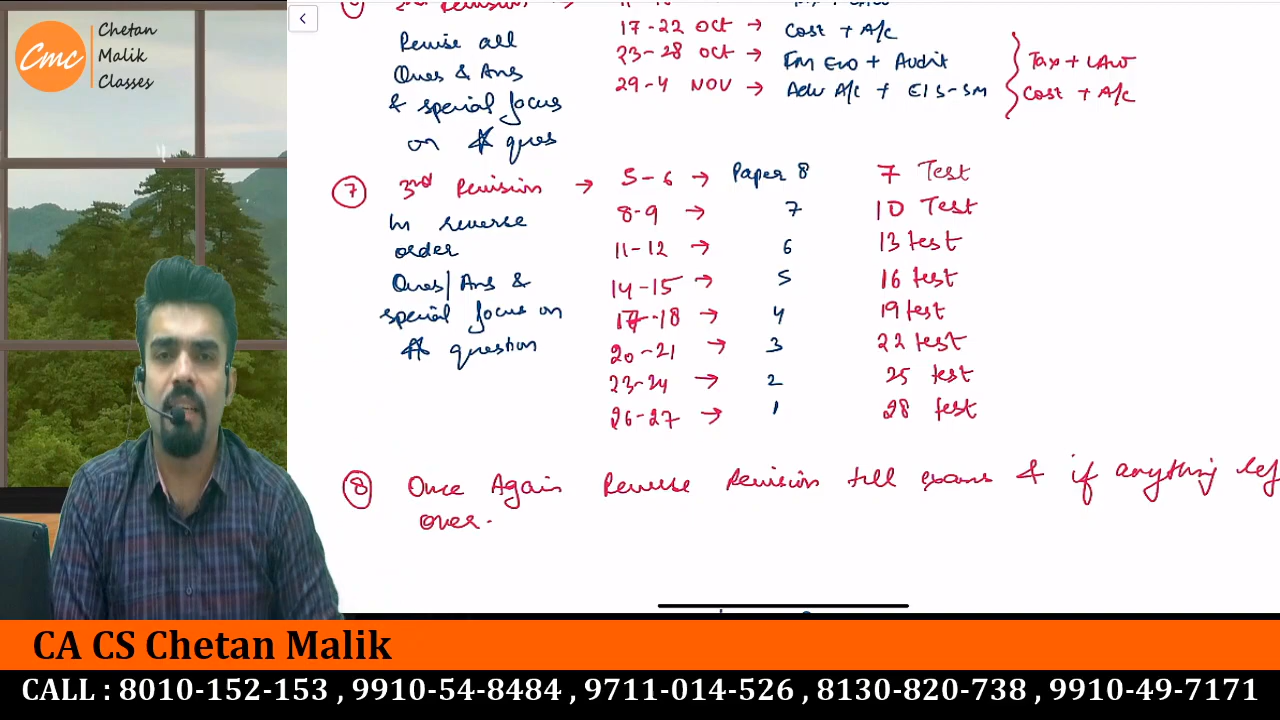 Chetan
Malik
Classes
cmc
Revision →
17-22 Oct → Cost + A/c
23-28 Oct → FM Eco + Audit
29-4 NOV → Adv A/c + EIS-SM
Tax + LAW
Cost + A/c
Revise all
Ques & Ans
& special focus
on * ques
⑦ 3rd Revision → 5-6 → Paper 8 7 Test
In reverse 8-9 → 7 10 Test
order 11-12 → 6 13 test
Ques/Ans & 14-15 → 5 16 test
special focus on 17-18 → 4 19 test
question 20-21 → 3 22 test
23-24 → 2 25 test
26-27 → 1 28 test
⑧ Once Again Reverse Revision till exams & if anything lef
over.
CA CS Chetan Malik
CALL : 8010-152-153 , 9910-54-8484 , 9711-014-526 , 8130-820-738 , 9910-49-7171